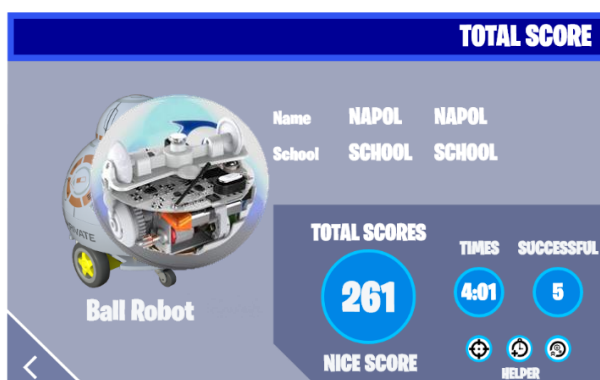 TOTAL SCORE
Name NAPOL NAPOL
School SCHOOL SCHOOL
VATE
Ball Robot
TOTAL SCORES
261
NICE SCORE
TIMES SUCCESSFUL
4:01 5
HELPER